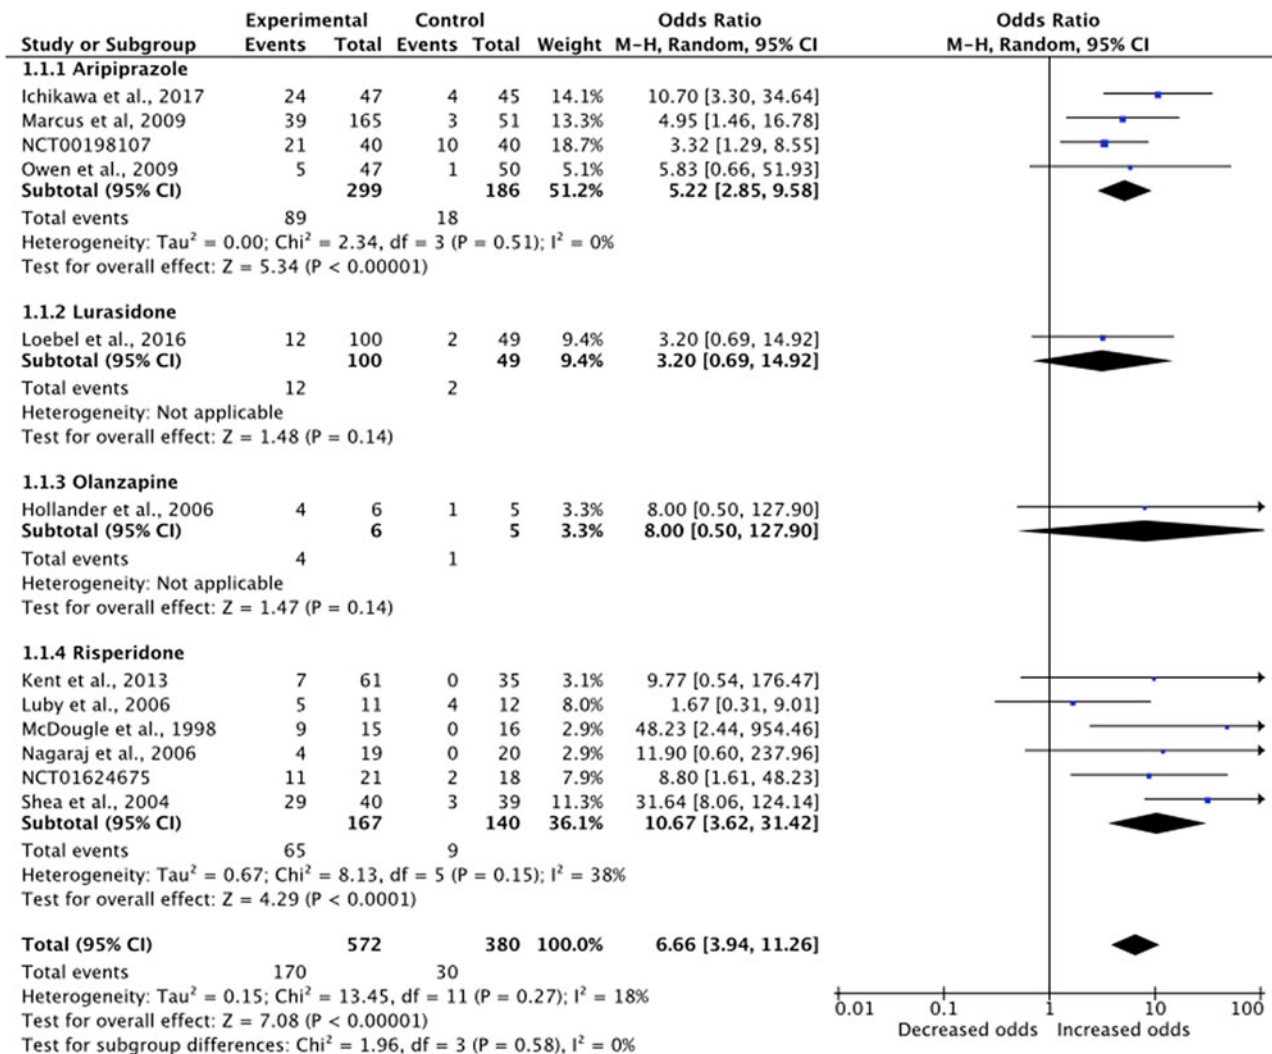 Experimental Control Odds Ratio Odds Ratio
Study or Subgroup Events Total Events Total Weight M-H, Random, 95% CI M-H, Random, 95% CI
1.1.1 Aripiprazole
Ichikawa et al., 2017 24 47 4 45 14.1% 10.70 [3.30, 34.64]
Marcus et al, 2009 39 165 3 51 13.3% 4.95 [1.46, 16.78]
NCT00198107 21 40 10 40 18.7% 3.32 [1.29, 8.55]
Owen et al., 2009 5 47 1 50 5.1% 5.83 [0.66, 51.93]
Subtotal (95% CI) 299 186 51.2% 5.22 [2.85, 9.58]
Total events 89 18
Heterogeneity: Tau² = 0.00; Chi² = 2.34, df = 3 (P = 0.51); I² = 0%
Test for overall effect: Z = 5.34 (P < 0.00001)
1.1.2 Lurasidone
Loebel et al., 2016 12 100 2 49 9.4% 3.20 [0.69, 14.92]
Subtotal (95% CI) 100 49 9.4% 3.20 [0.69, 14.92]
Total events 12 2
Heterogeneity: Not applicable
Test for overall effect: Z = 1.48 (P = 0.14)
1.1.3 Olanzapine
Hollander et al., 2006 4 6 1 5 3.3% 8.00 [0.50, 127.90]
Subtotal (95% CI) 6 5 3.3% 8.00 [0.50, 127.90]
Total events 4 1
Heterogeneity: Not applicable
Test for overall effect: Z = 1.47 (P = 0.14)
1.1.4 Risperidone
Kent et al., 2013 7 61 0 35 3.1% 9.77 [0.54, 176.47]
Luby et al., 2006 5 11 4 12 8.0% 1.67 [0.31, 9.01]
McDougle et al., 1998 9 15 0 16 2.9% 48.23 [2.44, 954.46]
Nagaraj et al., 2006 4 19 0 20 2.9% 11.90 [0.60, 237.96]
NCT01624675 11 21 2 18 7.9% 8.80 [1.61, 48.23]
Shea et al., 2004 29 40 3 39 11.3% 31.64 [8.06, 124.14]
Subtotal (95% CI) 167 140 36.1% 10.67 [3.62, 31.42]
Total events 65 9
Heterogeneity: Tau² = 0.67; Chi² = 8.13, df = 5 (P = 0.15); I² = 38%
Test for overall effect: Z = 4.29 (P < 0.0001)
Total (95% CI) 572 380 100.0% 6.66 [3.94, 11.26]
Total events 170 30
Heterogeneity: Tau² = 0.15; Chi² = 13.45, df = 11 (P = 0.27); I² = 18%
Test for overall effect: Z = 7.08 (P < 0.00001)
Test for subgroup differences: Chi² = 1.96, df = 3 (P = 0.58), I² = 0%
0.01 0.1 1 10 100
Decreased odds Increased odds